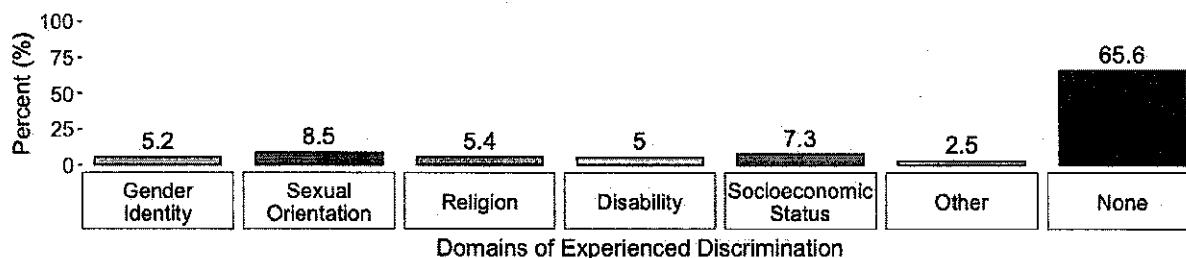 100-
75-
50-
25-
0-
Percent (%)
5.2
8.5
5.4
5
7.3
2.5
65.6
Gender
Identity
Sexual
Orientation
Religion
Disability
Socioeconomic
Status
Other
None
Domains of Experienced Discrimination